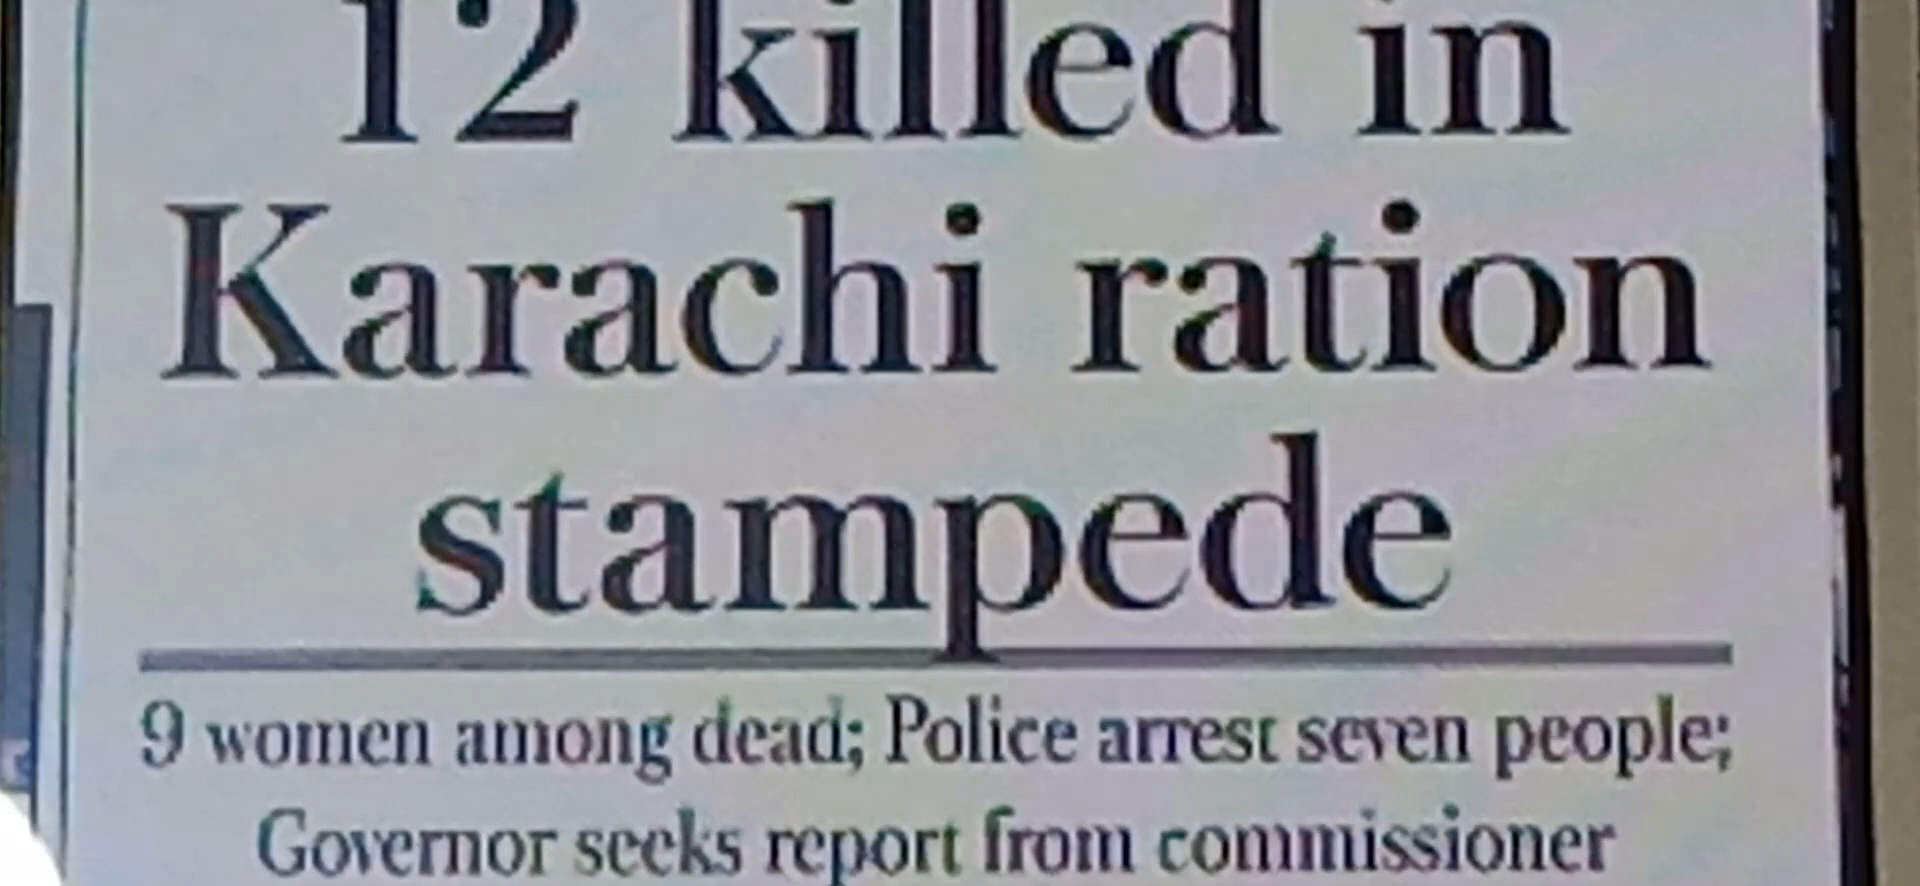 12 killed in
Karachi ration
stampede
9 women among dead; Police arrest seven people;
Governor seeks report from commissioner